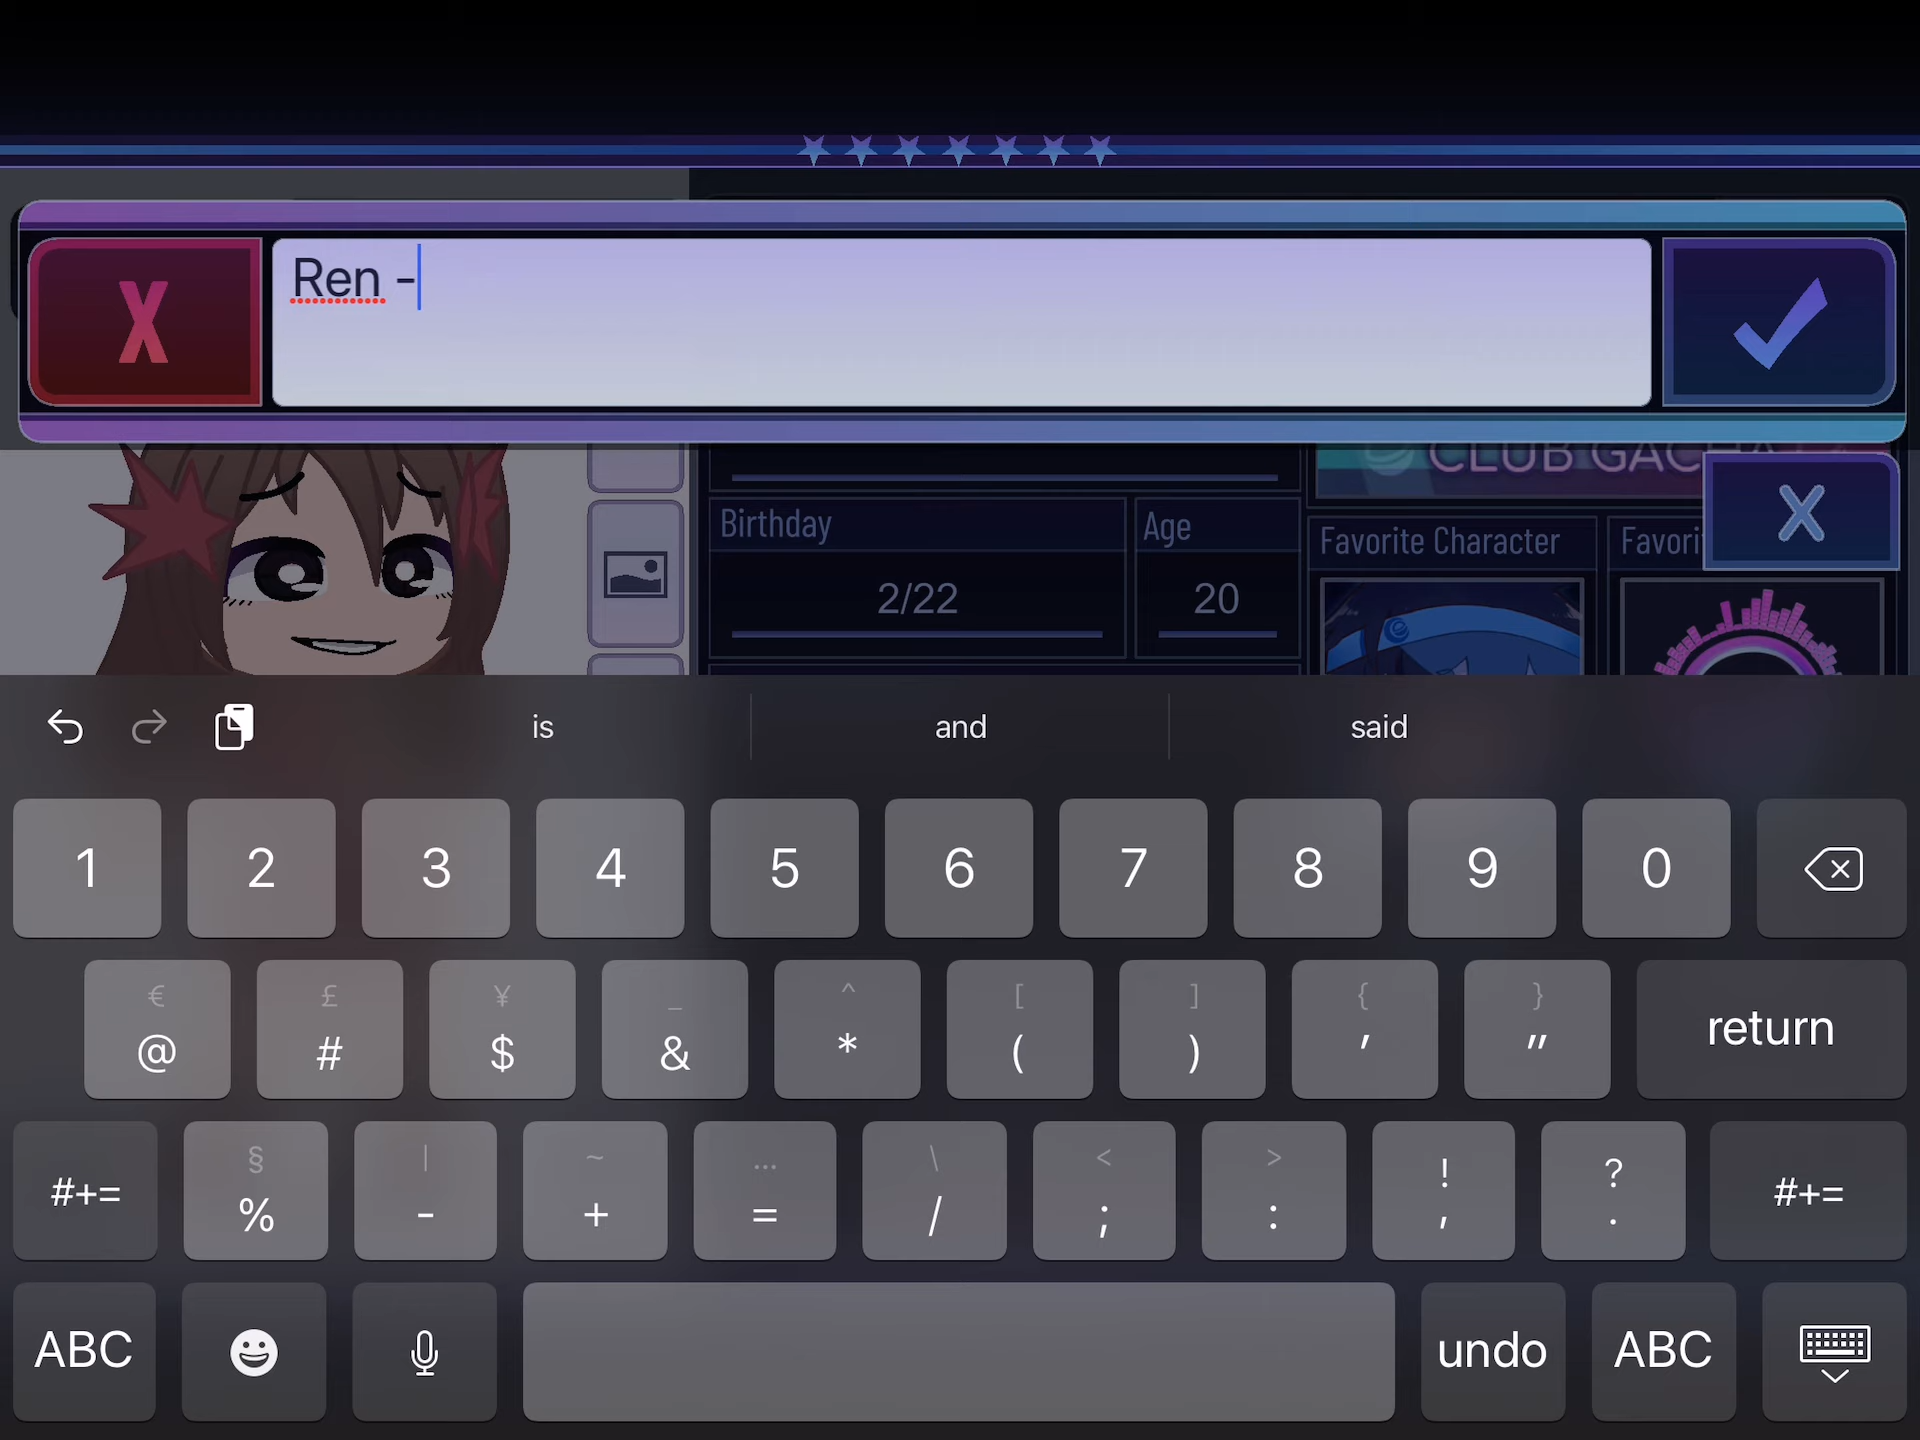 X
Ren -
CLUB GACHA
X
Birthday
Age
Favorite Character
Favori
2/22
20
is
and
said
1 2 3 4 5 6 7 8 9 0
€ £ ¥ _ ^ [ ] { }
@ # $ & * ( ) ' " return
§ | ~ … \ < > ! ?
#+= % - + = / ; : , . #+=
ABC undo ABC